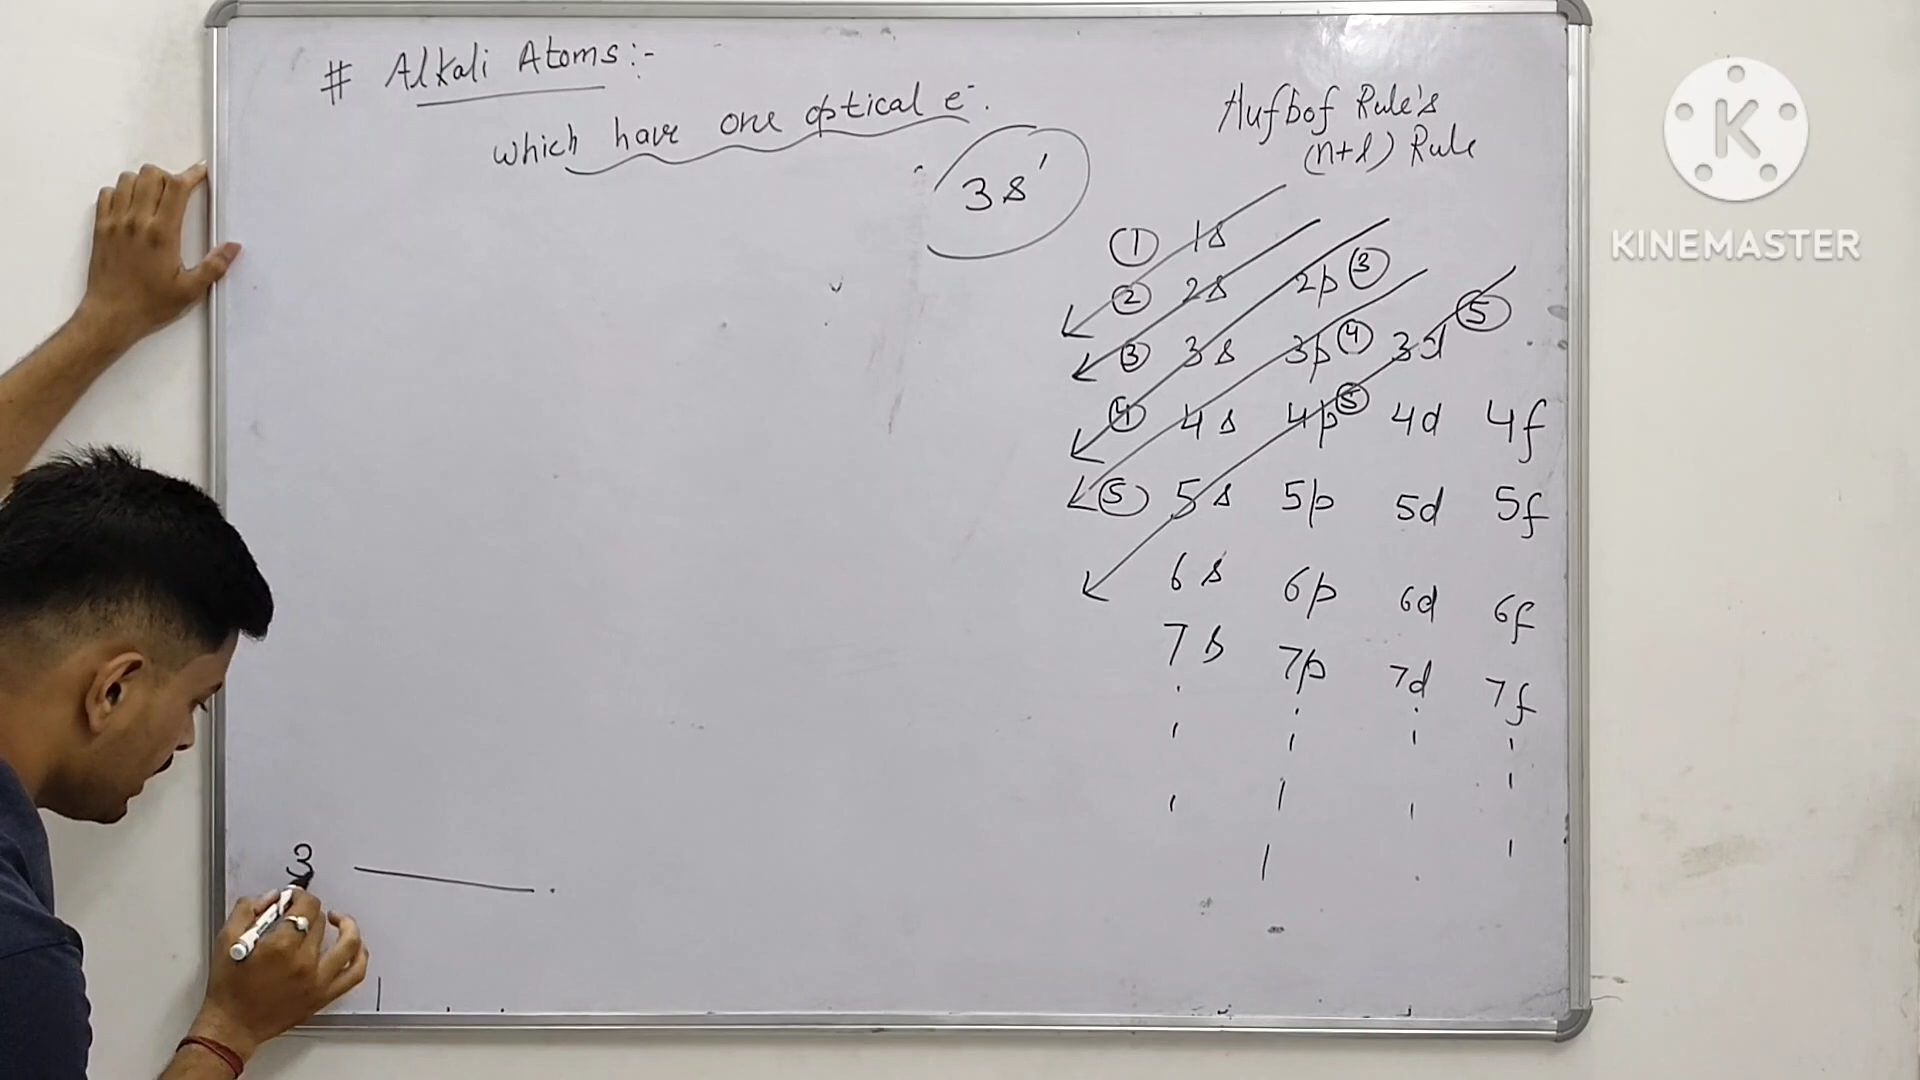 # Alkali Atoms:-
which have one optical e⁻.
3s'
Hufbof Rule's
(n+l) Rule
① 1s
② 2s 2p ③
③ 3s 3p ④ 3d ⑤
④ 4s 4p ⑤ 4d 4f
⑤ 5s 5p 5d 5f
6s 6p 6d 6f
7s 7p 7d 7f
3
K
KINEMASTER